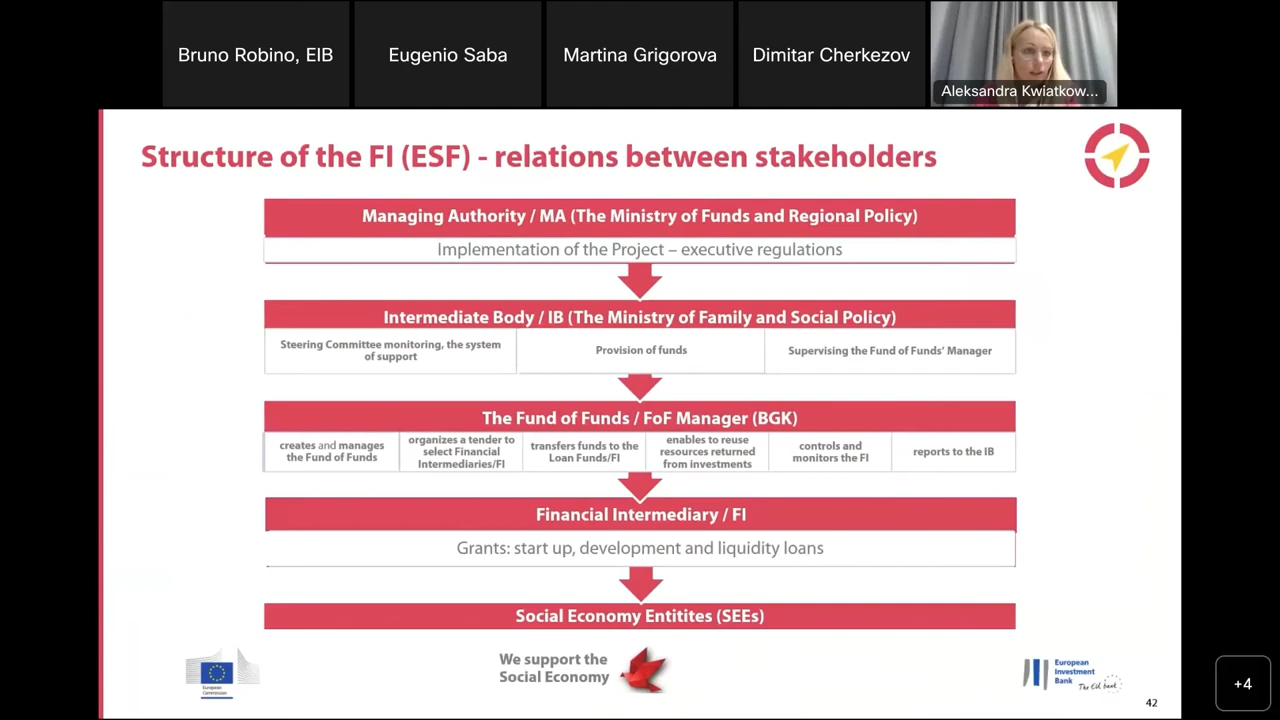 Bruno Robino, EIB
Eugenio Saba
Martina Grigorova
Dimitar Cherkezov
Aleksandra Kwiatkow...
Structure of the FI (ESF) - relations between stakeholders
Managing Authority / MA (The Ministry of Funds and Regional Policy)
Implementation of the Project – executive regulations
Intermediate Body / IB (The Ministry of Family and Social Policy)
Steering Committee monitoring, the system
of support
Provision of funds
Supervising the Fund of Funds' Manager
The Fund of Funds / FoF Manager (BGK)
creates and manages
the Fund of Funds
organizes a tender to
select Financial
Intermediaries/FI
transfers funds to the
Loan Funds/FI
enables to reuse
resources returned
from investments
controls and
monitors the FI
reports to the IB
Financial Intermediary / FI
Grants: start up, development and liquidity loans
Social Economy Entitites (SEEs)
European
Commission
We support the
Social Economy
European
Investment
Bank
The EU bank
42
+4